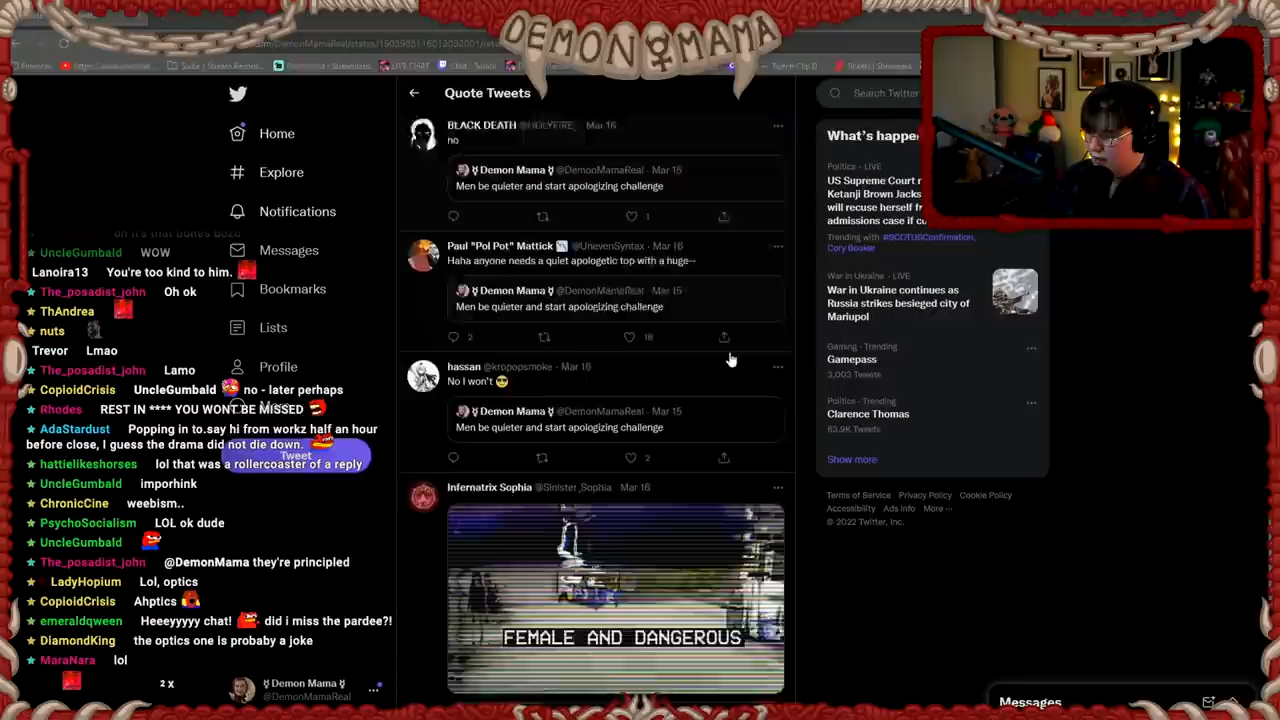 DEMON MAMA
Quote Tweets
Search Twitter
BLACK DEATH Mar 16
no
☿ Demon Mama ☿ @DemonMamaReal · Mar 16
Men be quieter and start apologizing challenge
1
Paul "Pol Pot" Mattick @UnevenSyntax · Mar 16
Haha anyone needs a quiet apologetic top with a huge--
☿ Demon Mama ☿ @DemonMamaReal · Mar 15
Men be quieter and start apologizing challenge
2 16
hassan @kropopsmoke · Mar 16
No I won't 😎
☿ Demon Mama ☿ @DemonMamaReal · Mar 15
Men be quieter and start apologizing challenge
2
Infernatrix Sophia @Sinister_Sophia Mar 16
FEMALE AND DANGEROUS
Home
Explore
Notifications
Messages
Bookmarks
Lists
Profile
Tweet
☿ Demon Mama ☿
@DemonMamaReal
UncleGumbald WOW
Lanoira13 You're too kind to him.
The_posadist_john Oh ok
ThAndrea
nuts
Trevor Lmao
The_posadist_john Lamo
CopioidCrisis UncleGumbald no - later perhaps
Rhodes REST IN **** YOU WONT BE MISSED
AdaStardust Popping in to.say hi from workz half an hour
before close, I guess the drama did not die down.
hattielikeshorses lol that was a rollercoaster of a reply
UncleGumbald imporhink
ChronicCine weebism..
PsychoSocialism LOL ok dude
UncleGumbald
The_posadist_john @DemonMama they're principled
LadyHopium Lol, optics
CopioidCrisis Ahptics
emeraldqween Heeeyyyyy chat! did i miss the pardee?!
DiamondKing the optics one is probaby a joke
MaraNara lol
2 x
What's happe
Politics · LIVE
US Supreme Court
Ketanji Brown Jacks
will recuse herself f
admissions case if co
Trending with #SCOTUSConfirmation,
Cory Booker
War in Ukraine · LIVE
War in Ukraine continues as
Russia strikes besieged city of
Mariupol
Gaming · Trending
Gamepass
3,003 Tweets
Politics · Trending
Clarence Thomas
63.9K Tweets
Show more
Terms of Service Privacy Policy Cookie Policy
Accessibility Ads info More ···
© 2022 Twitter, Inc.
Messages